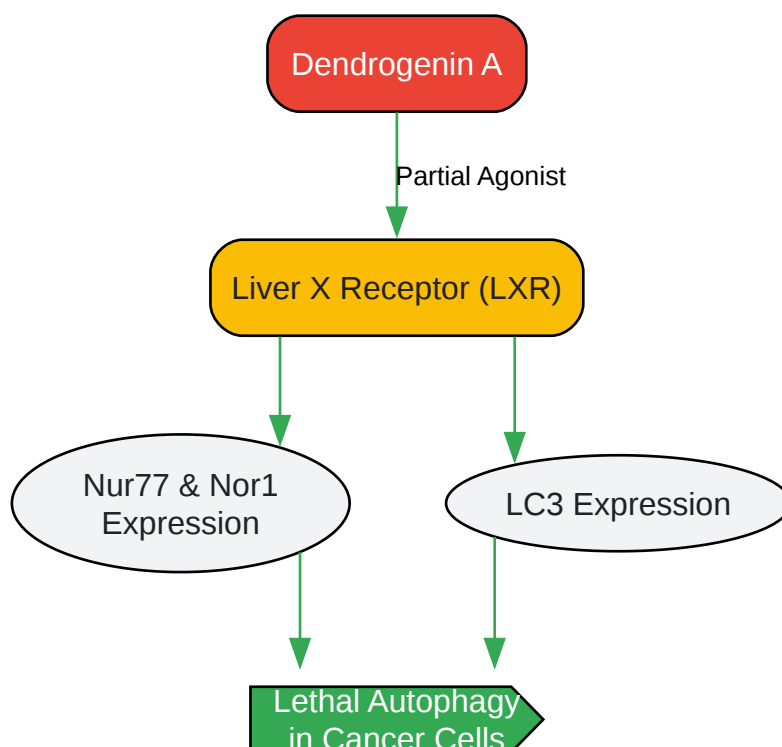 Dendrogenin A
Partial Agonist
Liver X Receptor (LXR)
Nur77 & Nor1
Expression
LC3 Expression
Lethal Autophagy
in Cancer Cells